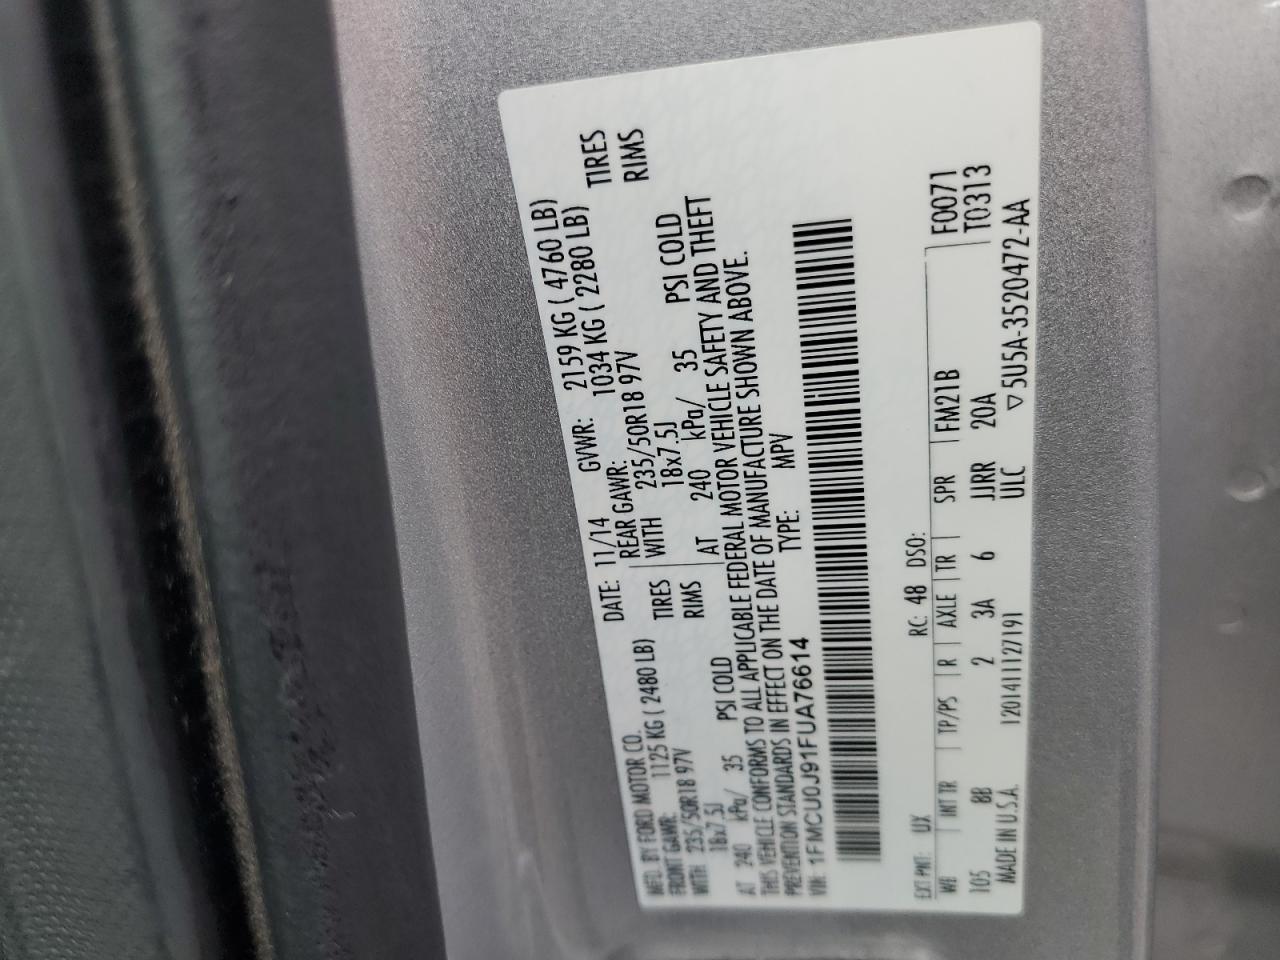 MFD. BY FORD MOTOR CO.
DATE: 11/14 GVWR: 2159 KG ( 4760 LB)
FRONT GAWR: 1125 KG ( 2480 LB)
REAR GAWR: 1034 KG ( 2280 LB)
WITH 235/50R18 97V TIRES
WITH 235/50R18 97V TIRES
18x7.5J RIMS
18x7.5J RIMS
AT 240 kPa/ 35 PSI COLD
AT 240 kPa/ 35 PSI COLD
THIS VEHICLE CONFORMS TO ALL APPLICABLE FEDERAL MOTOR VEHICLE SAFETY AND THEFT
PREVENTION STANDARDS IN EFFECT ON THE DATE OF MANUFACTURE SHOWN ABOVE.
VIN: 1FMCU0J91FUA76614 TYPE: MPV
EXT PNT: UX RC: 48 DSO: F0071
WB INT TR TP/PS R AXLE TR SPR FM21B T0313
105 8B 2 3A 6 JJRR 20A
MADE IN U.S.A. 1201411127191 ULC ▽5U5A-3520472-AA